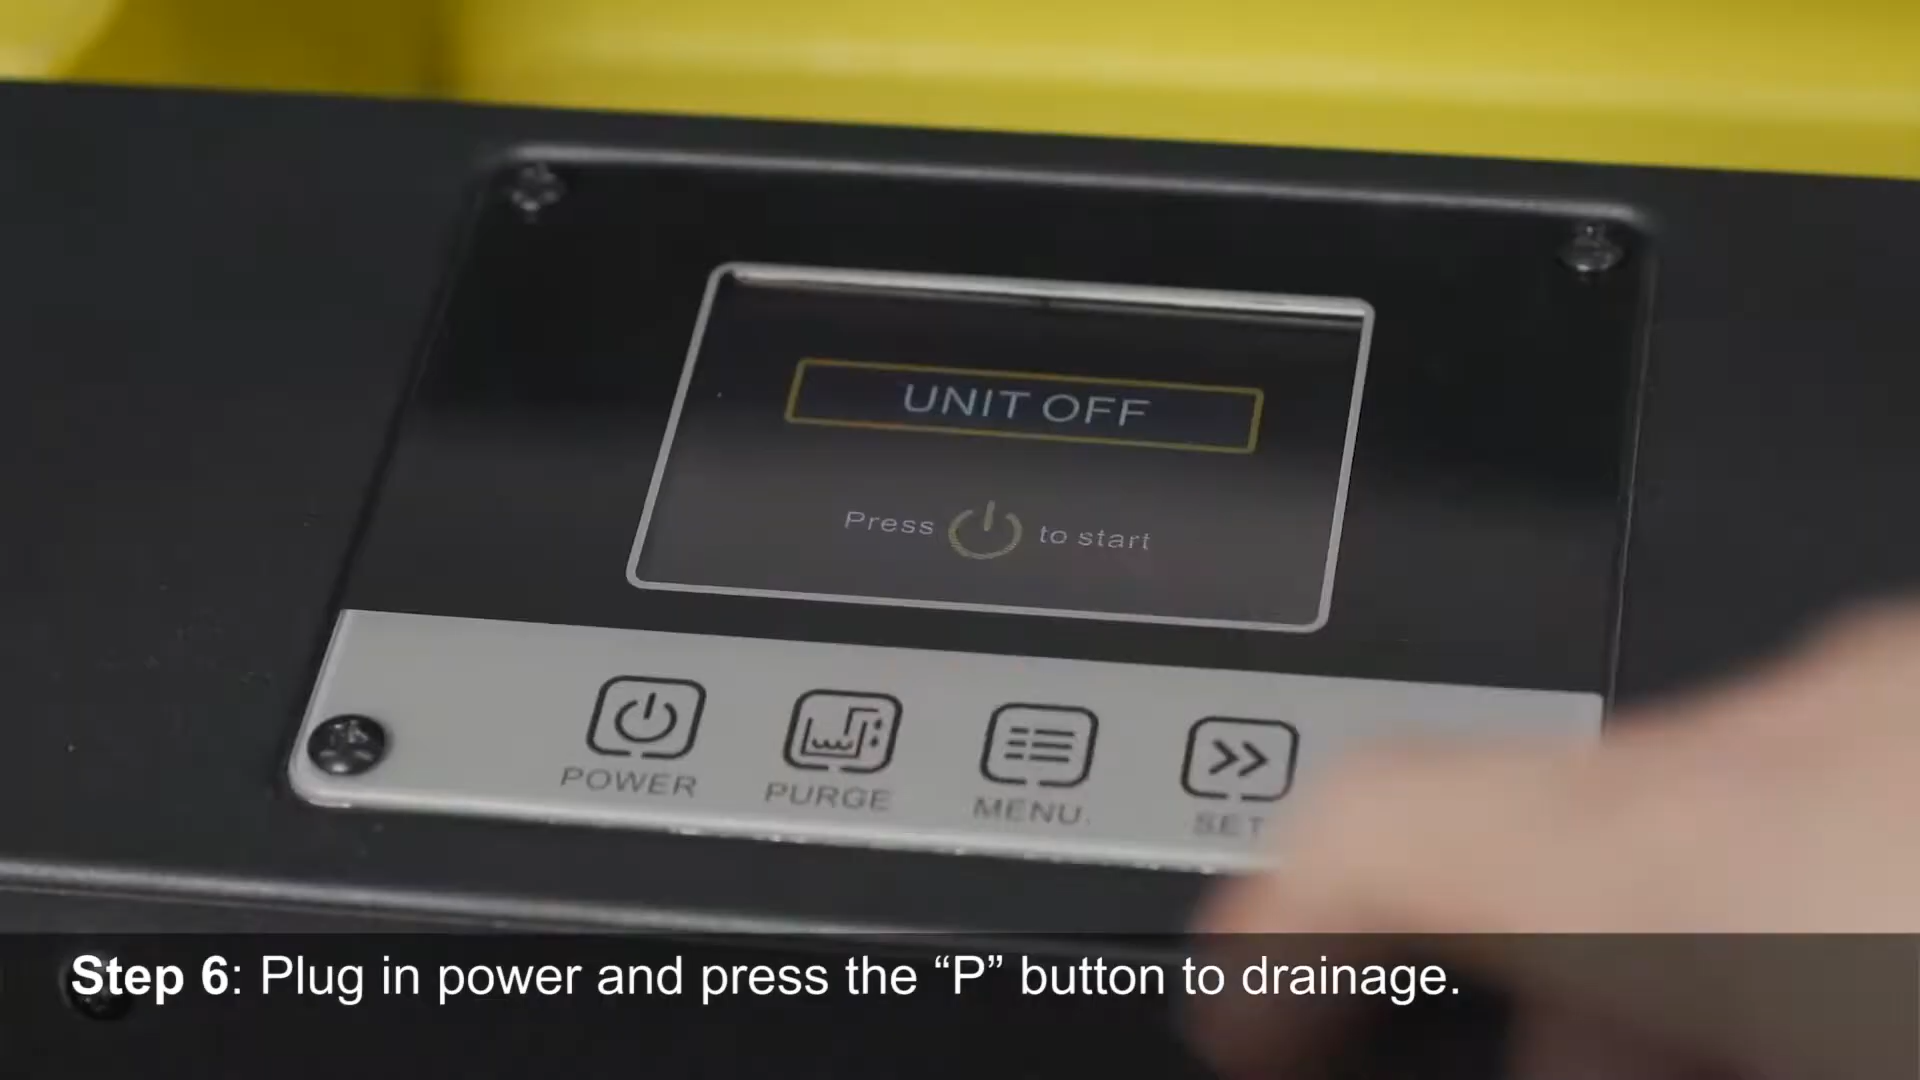 UNIT OFF
Press to start
POWER PURGE MENU. SET
Step 6: Plug in power and press the “P” button to drainage.